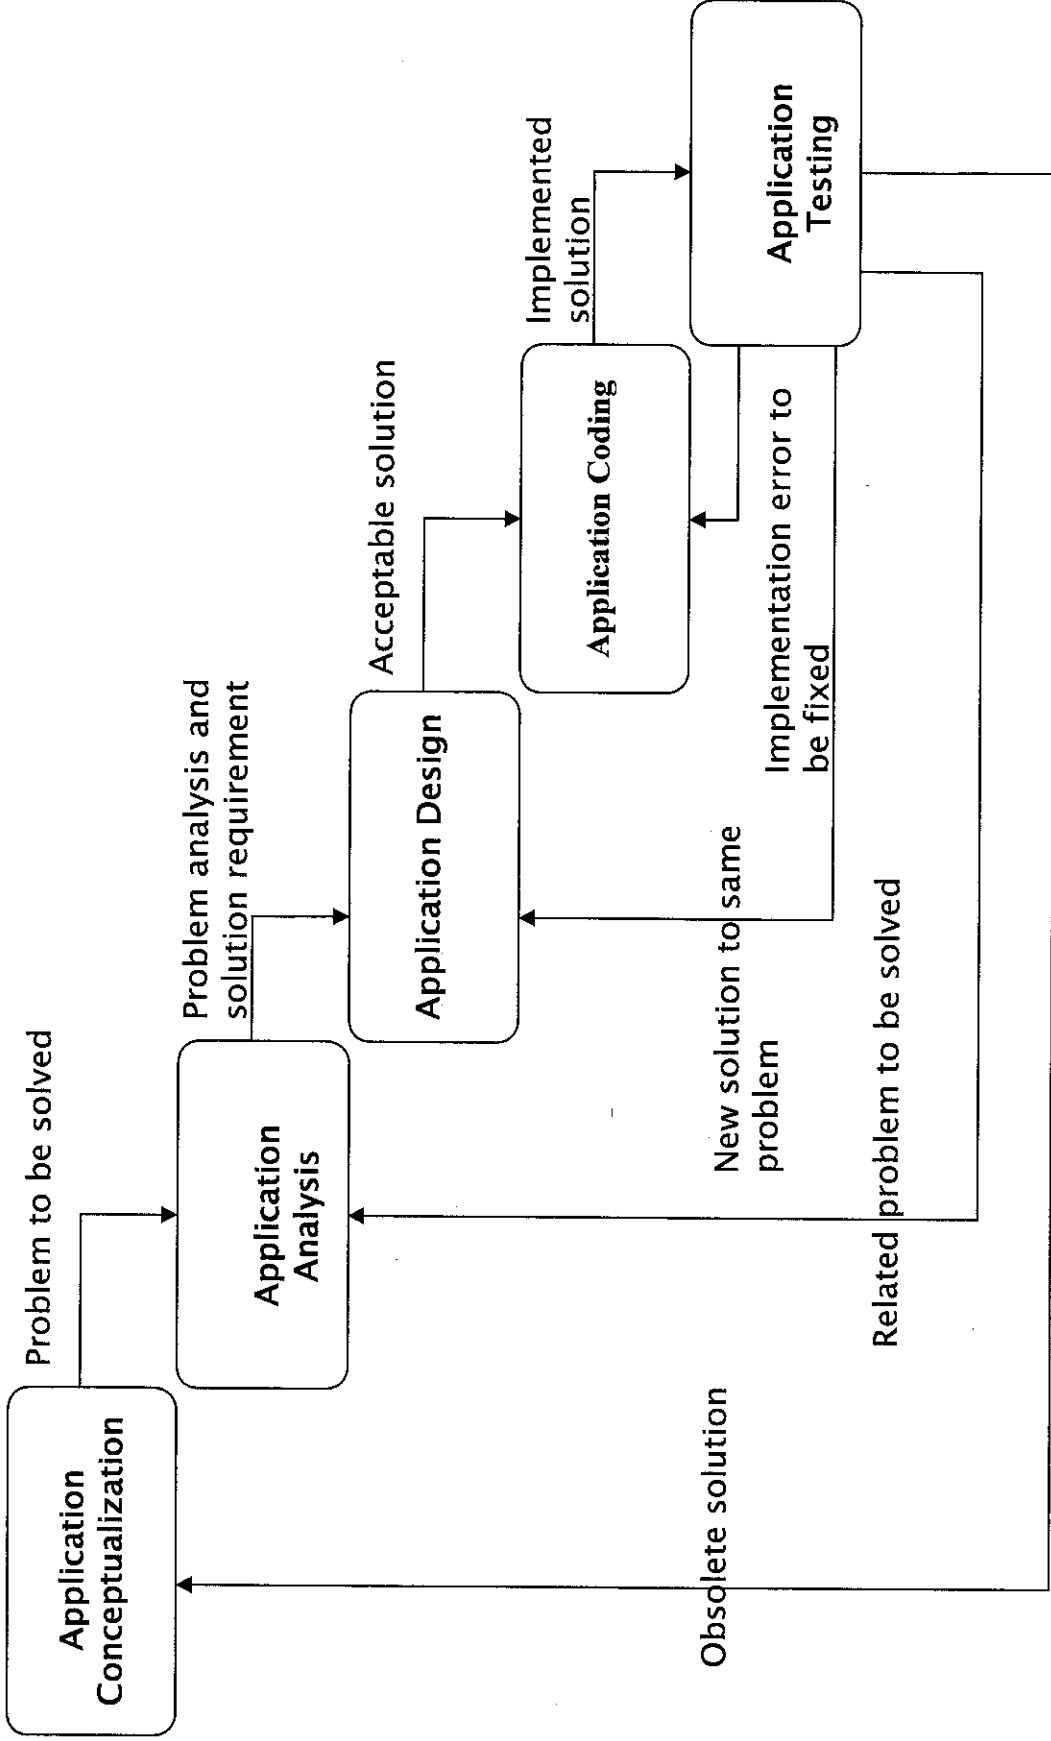 Application
Conceptualization
Problem to be solved
Application
Analysis
Problem analysis and
solution requirement
Application Design
Acceptable solution
Application Coding
Implemented
solution
Application
Testing
Implementation error to
be fixed
New solution to same
problem
Related problem to be solved
Obsolete solution